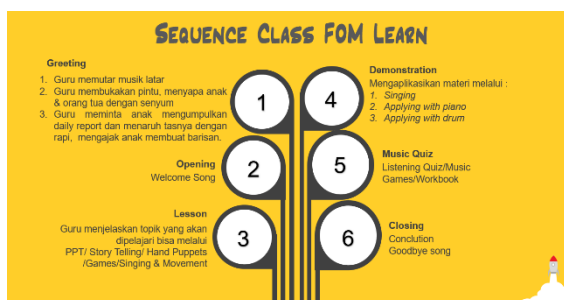 SEQUENCE CLASS FOM LEARN
Greeting
1. Guru memutar musik latar
2. Guru membukakan pintu, menyapa anak
& orang tua dengan senyum
3. Guru meminta anak mengumpulkan
daily report dan menaruh tasnya dengan
rapi, mengajak anak membuat barisan.
1
Opening
Welcome Song
2
Lesson
Guru menjelaskan topik yang akan
dipelajari bisa melalui
PPT/ Story Telling/ Hand Puppets
/Games/Singing & Movement
3
4
Demonstration
Mengaplikasikan materi melalui :
1. Singing
2. Applying with piano
3. Applying with drum
5
Music Quiz
Listening Quiz/Music
Games/Workbook
6
Closing
Conclution
Goodbye song